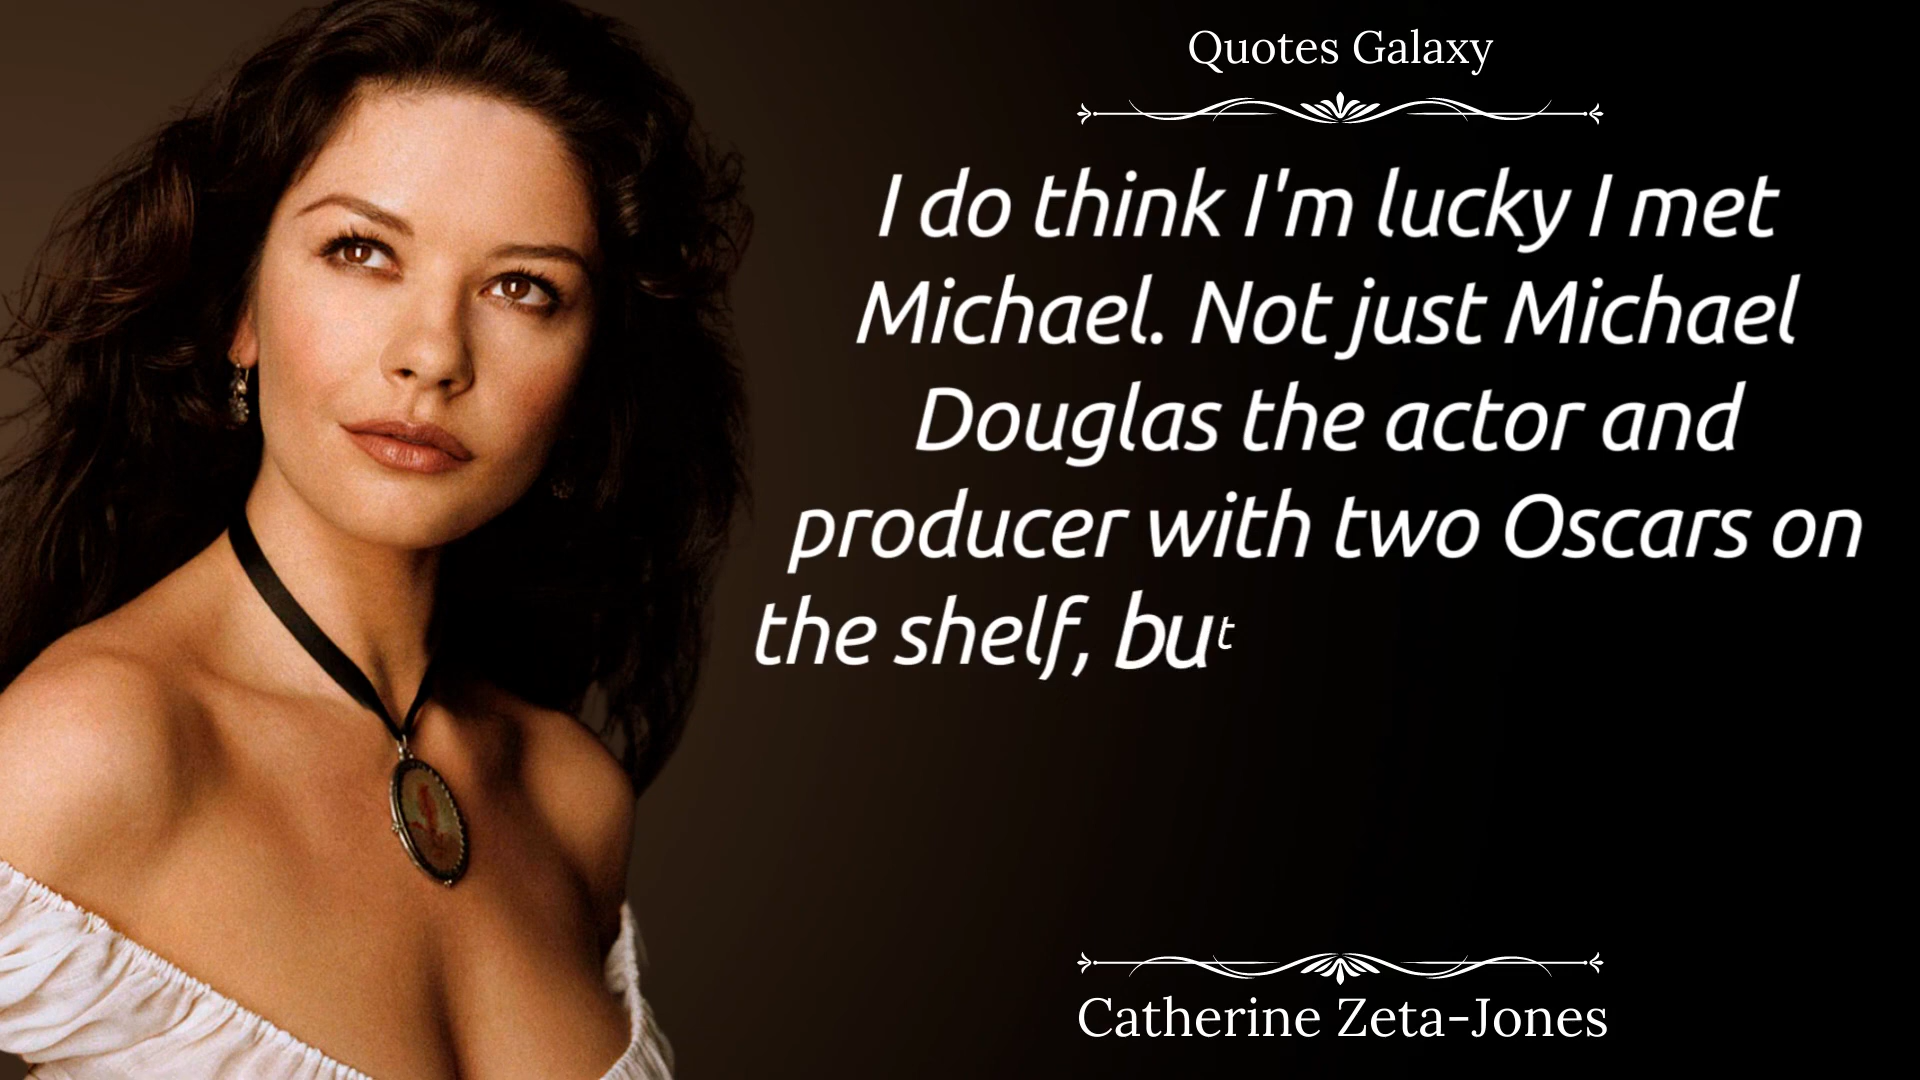 Quotes Galaxy
I do think I'm lucky I met
Michael. Not just Michael
Douglas the actor and
producer with two Oscars on
the shelf, but
Catherine Zeta-Jones